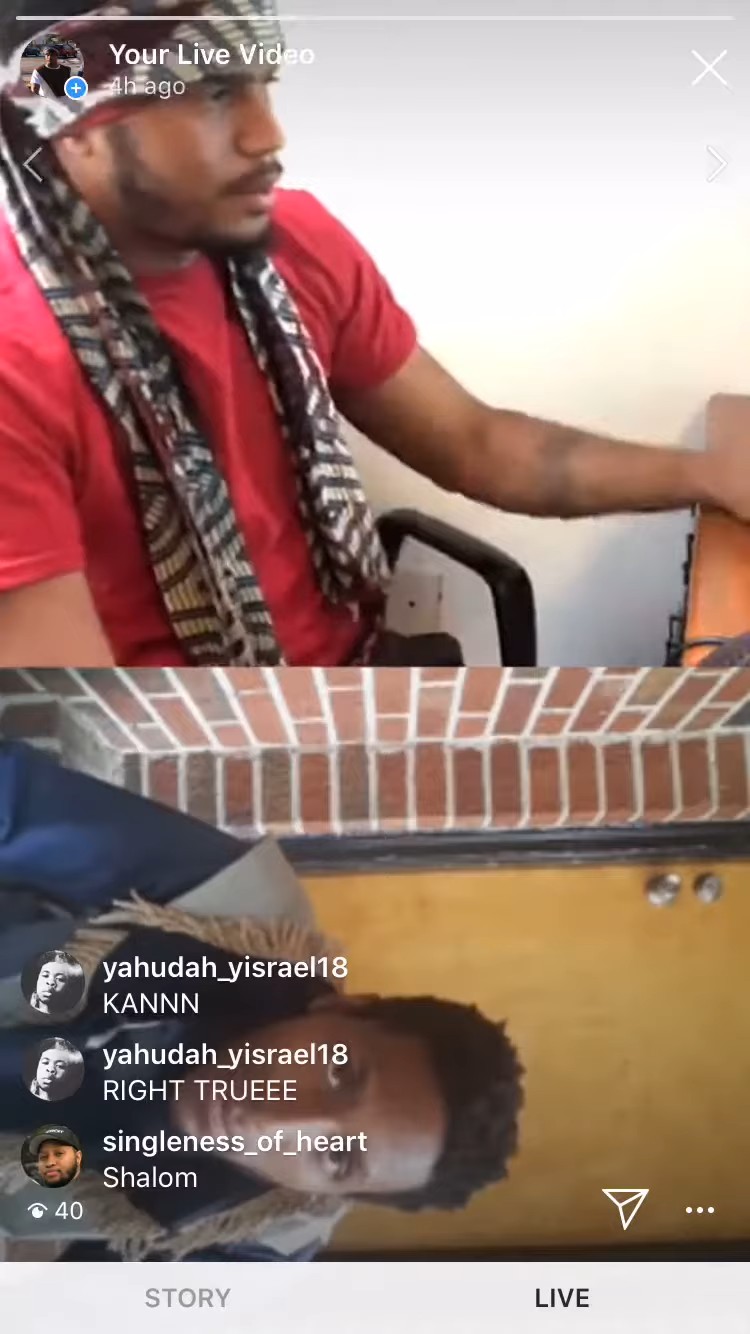 Your Live Video
4h ago
yahudah_yisrael18
KANNN
yahudah_yisrael18
RIGHT TRUEEE
singleness_of_heart
Shalom
40
STORY
LIVE